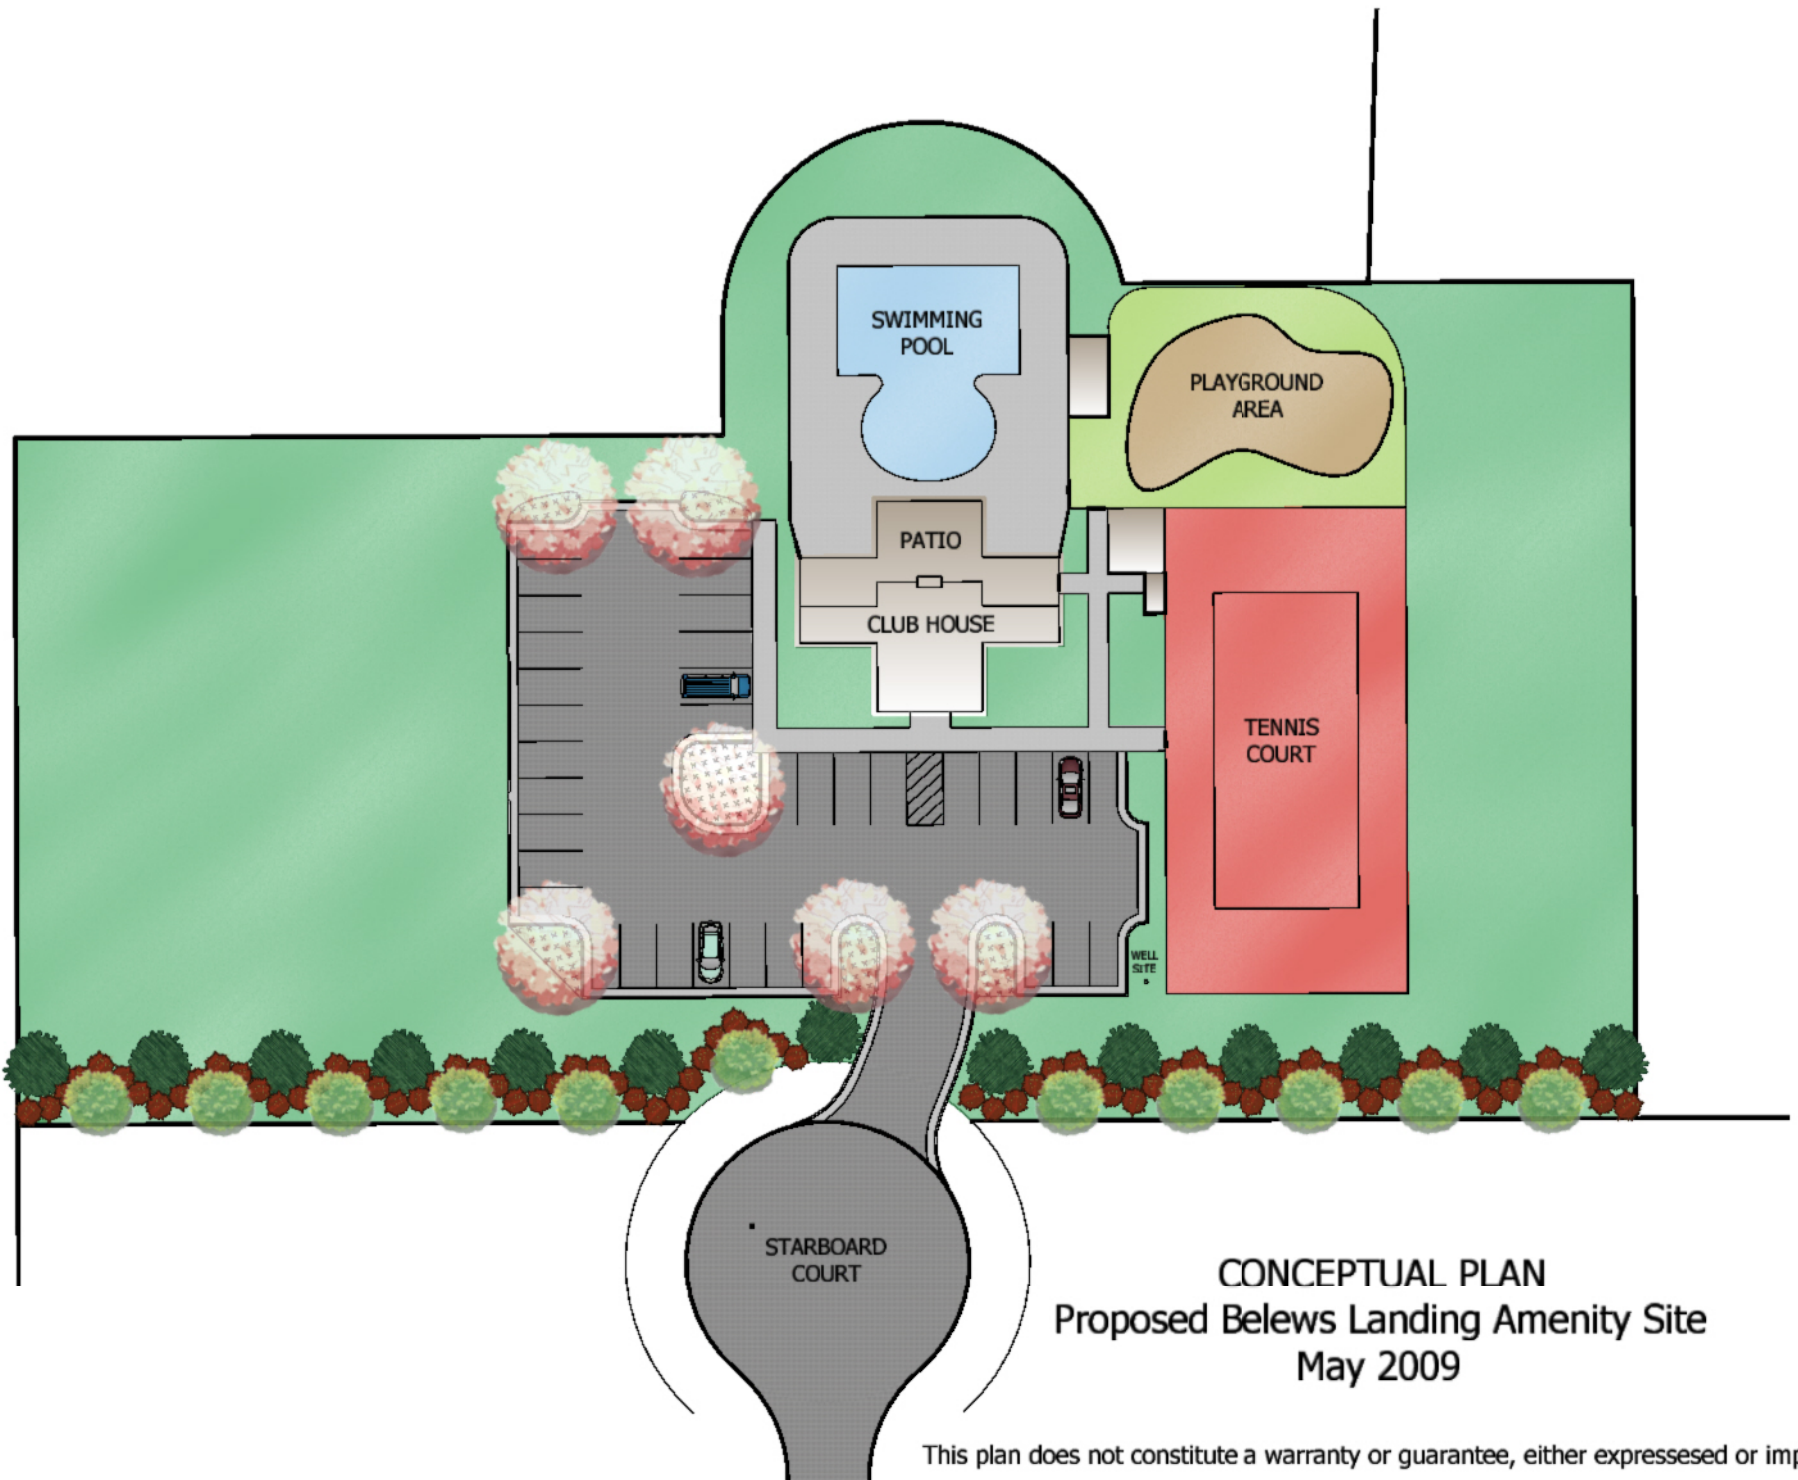 SWIMMING
POOL
PLAYGROUND
AREA
PATIO
CLUB HOUSE
TENNIS
COURT
WELL
SITE
STARBOARD
COURT
CONCEPTUAL PLAN
Proposed Belews Landing Amenity Site
May 2009
This plan does not constitute a warranty or guarantee, either expressesed or imp